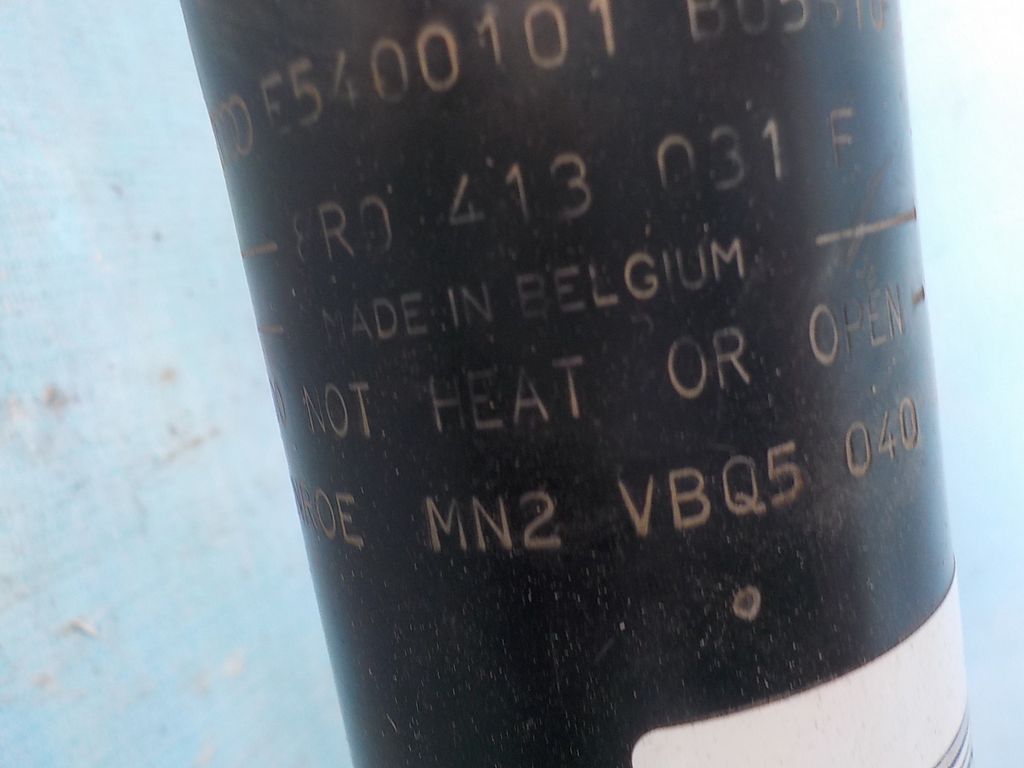 E5400101
8R0 413 031 F
MADE IN BELGIUM
NOT HEAT OR OPEN
MN2 VBQ5 040